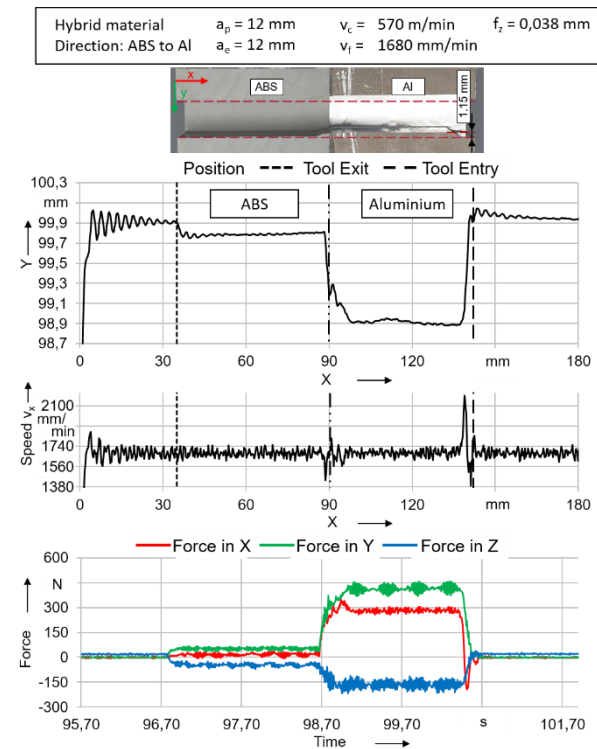 Hybrid material a_p = 12 mm v_c = 570 m/min f_z = 0,038 mm
Direction: ABS to Al a_e = 12 mm v_f = 1680 mm/min
x
y
ABS
Al
1.15 mm
Position Tool Exit Tool Entry
100,3
mm
99,9
99,7
99,5
99,3
99,1
98,9
98,7
Y
ABS
Aluminium
0 30 60 90 120 mm 180
X
2100
mm/
min
1740
1560
1380
Speed v_x
0 30 60 90 120 mm 180
X
Force in X Force in Y Force in Z
600
N
300
150
0
-150
-300
Force
95,70 96,70 97,70 98,70 99,70 s 101,70
Time